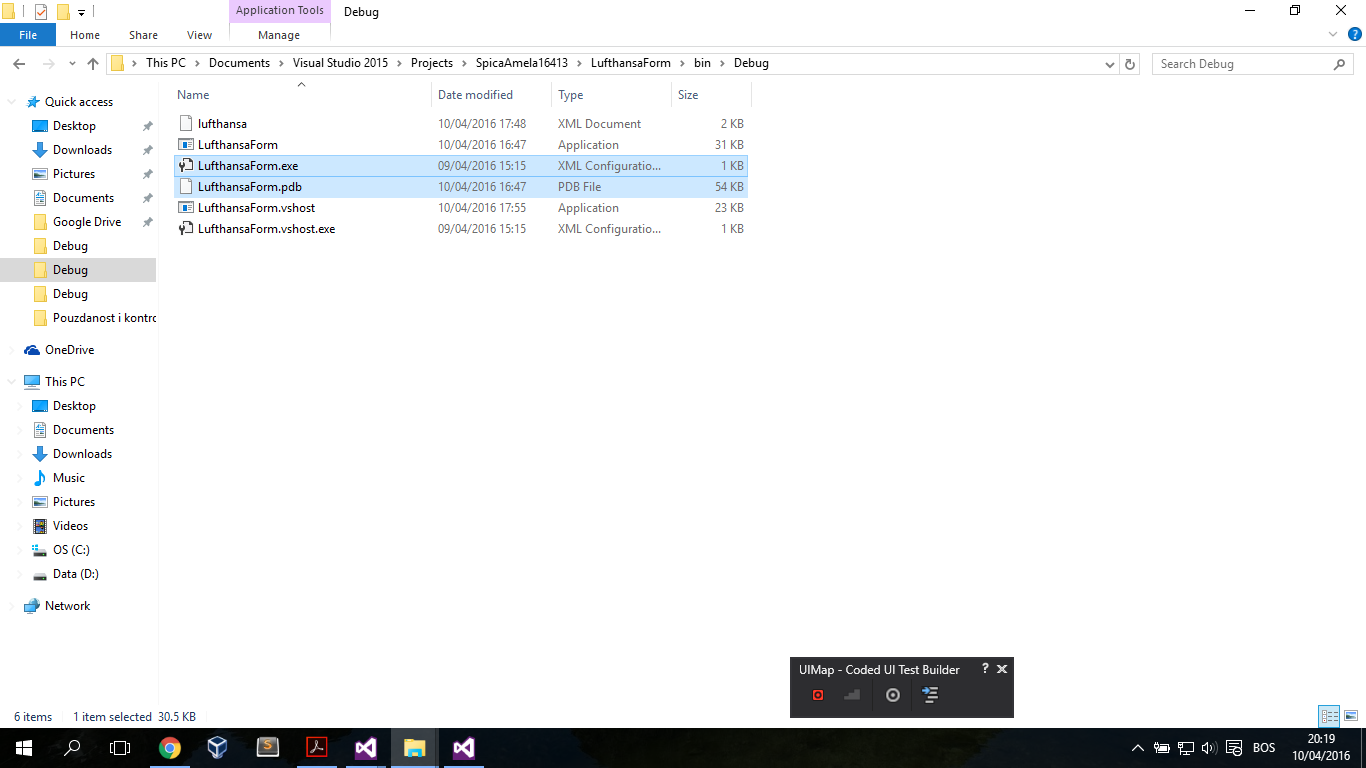 Application Tools
Debug
File
Home
Share
View
Manage
This PC
Documents
Visual Studio 2015
Projects
SpicaAmela16413
LufthansaForm
bin
Debug
Search Debug
Name
Date modified
Type
Size
Quick access
Desktop
Downloads
Pictures
Documents
Google Drive
Debug
Debug
Debug
Pouzdanost i kontro
OneDrive
This PC
Desktop
Documents
Downloads
Music
Pictures
Videos
OS (C:)
Data (D:)
Network
lufthansa 10/04/2016 17:48 XML Document 2 KB
LufthansaForm 10/04/2016 16:47 Application 31 KB
LufthansaForm.exe 09/04/2016 15:15 XML Configuratio... 1 KB
LufthansaForm.pdb 10/04/2016 16:47 PDB File 54 KB
LufthansaForm.vshost 10/04/2016 17:55 Application 23 KB
LufthansaForm.vshost.exe 09/04/2016 15:15 XML Configuratio... 1 KB
UIMap - Coded UI Test Builder
?
6 items
1 item selected 30.5 KB
BOS
20:19
10/04/2016